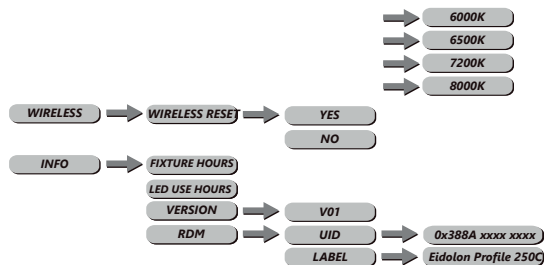 6000K
6500K
7200K
8000K
WIRELESS WIRELESS RESET YES
NO
INFO FIXTURE HOURS
LED USE HOURS
VERSION V01
RDM UID 0x388A xxxx xxxx
LABEL Eidolon Profile 250C